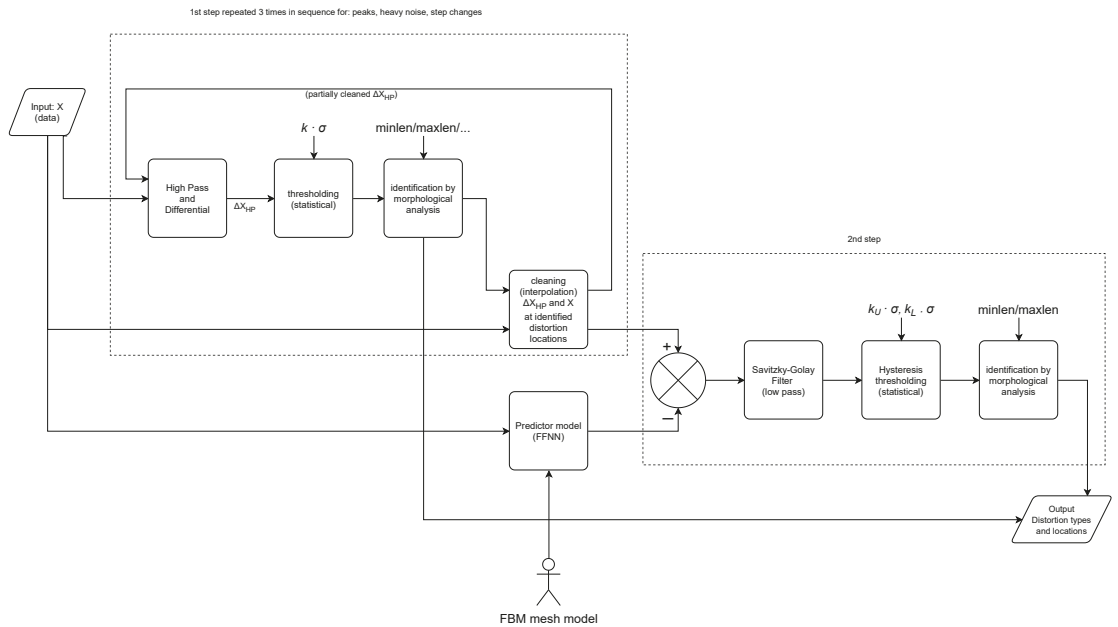 1st step repeated 3 times in sequence for: peaks, heavy noise, step changes
(partially cleaned ΔX_HP)
Input: X
(data)
k · σ
minlen/maxlen/...
High Pass
and
Differential
ΔX_HP
thresholding
(statistical)
identification by
morphological
analysis
cleaning
(interpolation)
ΔX_HP and X
at identified
distortion
locations
2nd step
k_U · σ, k_L . σ
minlen/maxlen
+
−
Savitzky-Golay
Filter
(low pass)
Hysteresis
thresholding
(statistical)
identification by
morphological
analysis
Predictor model
(FFNN)
Output
Distortion types
and locations
FBM mesh model